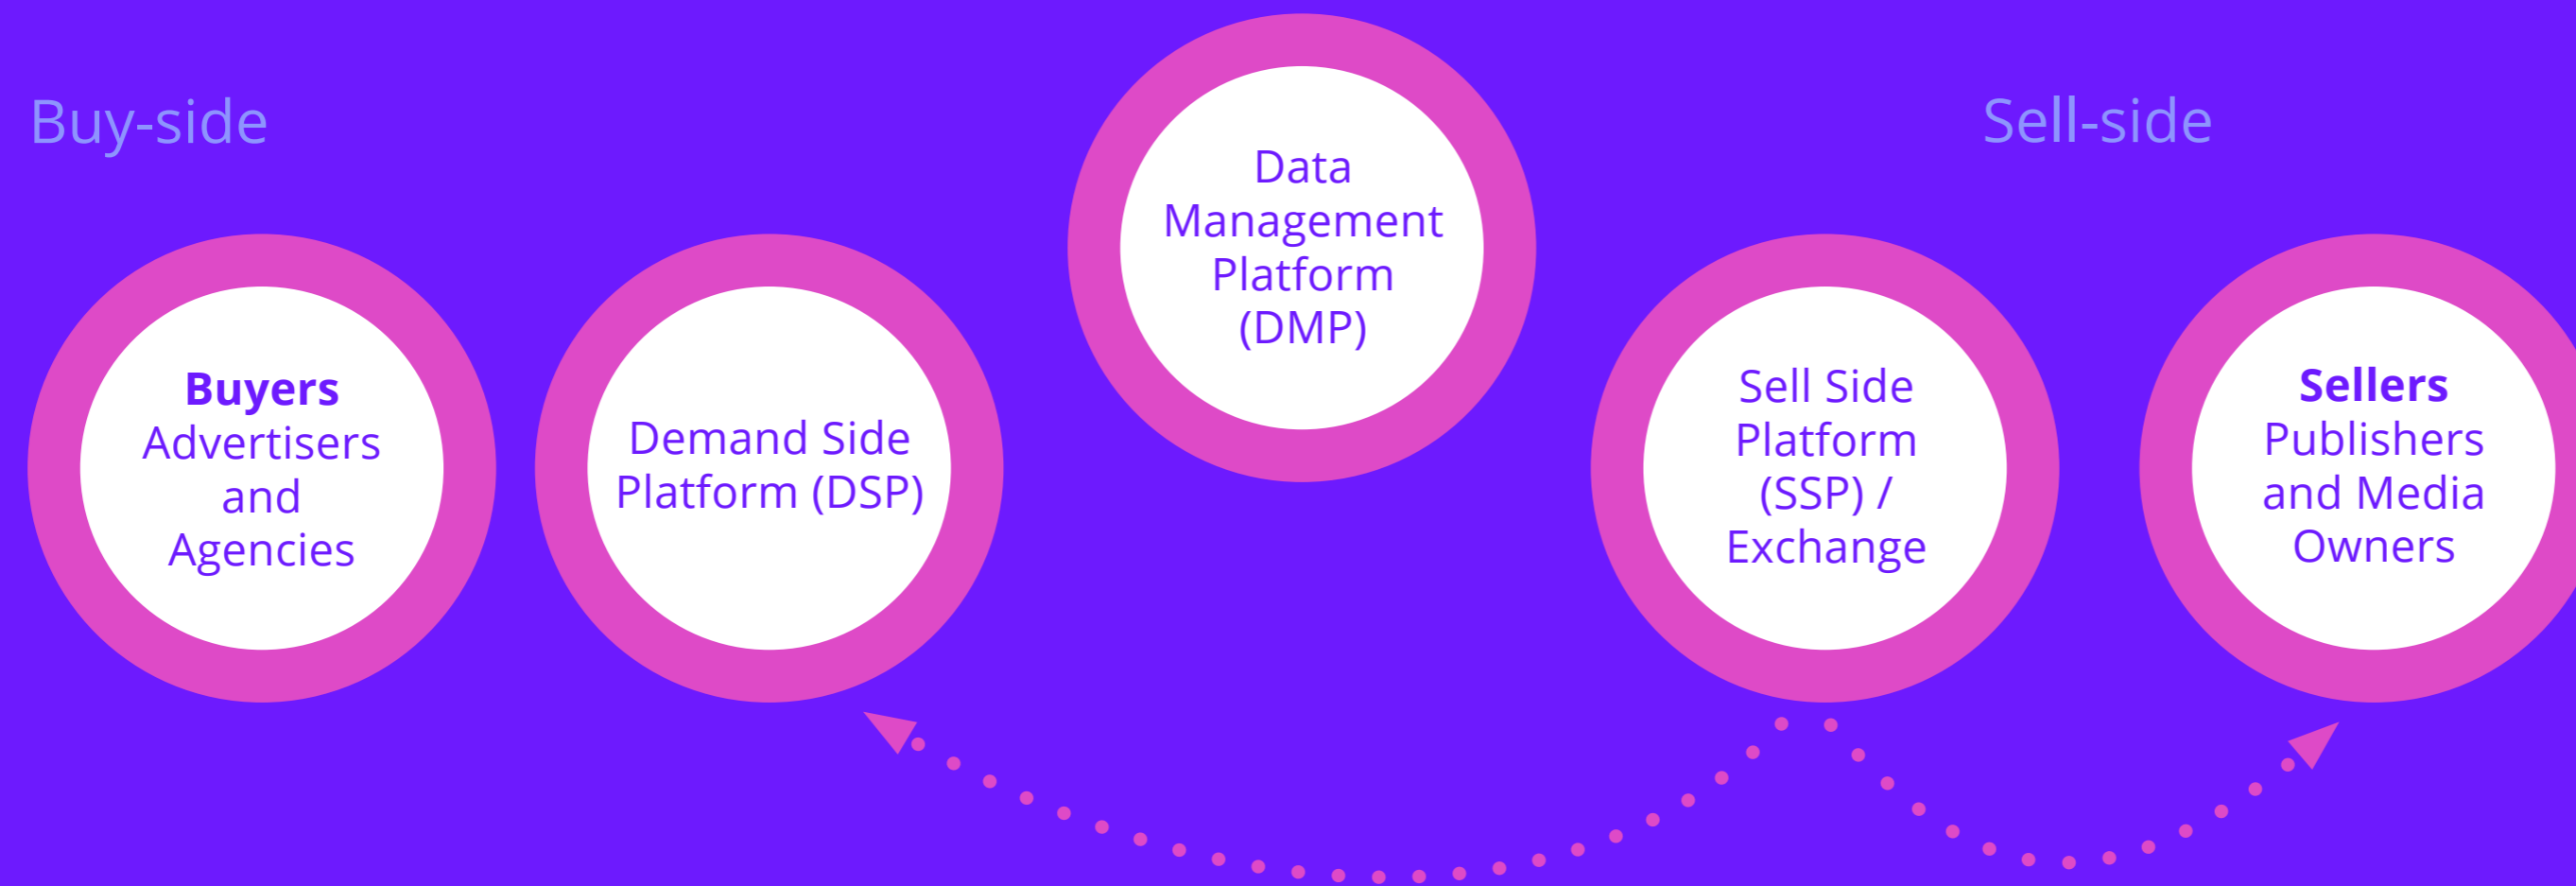 Buy-side
Sell-side
Buyers
Advertisers
and
Agencies
Demand Side
Platform (DSP)
Data
Management
Platform
(DMP)
Sell Side
Platform
(SSP) /
Exchange
Sellers
Publishers
and Media
Owners